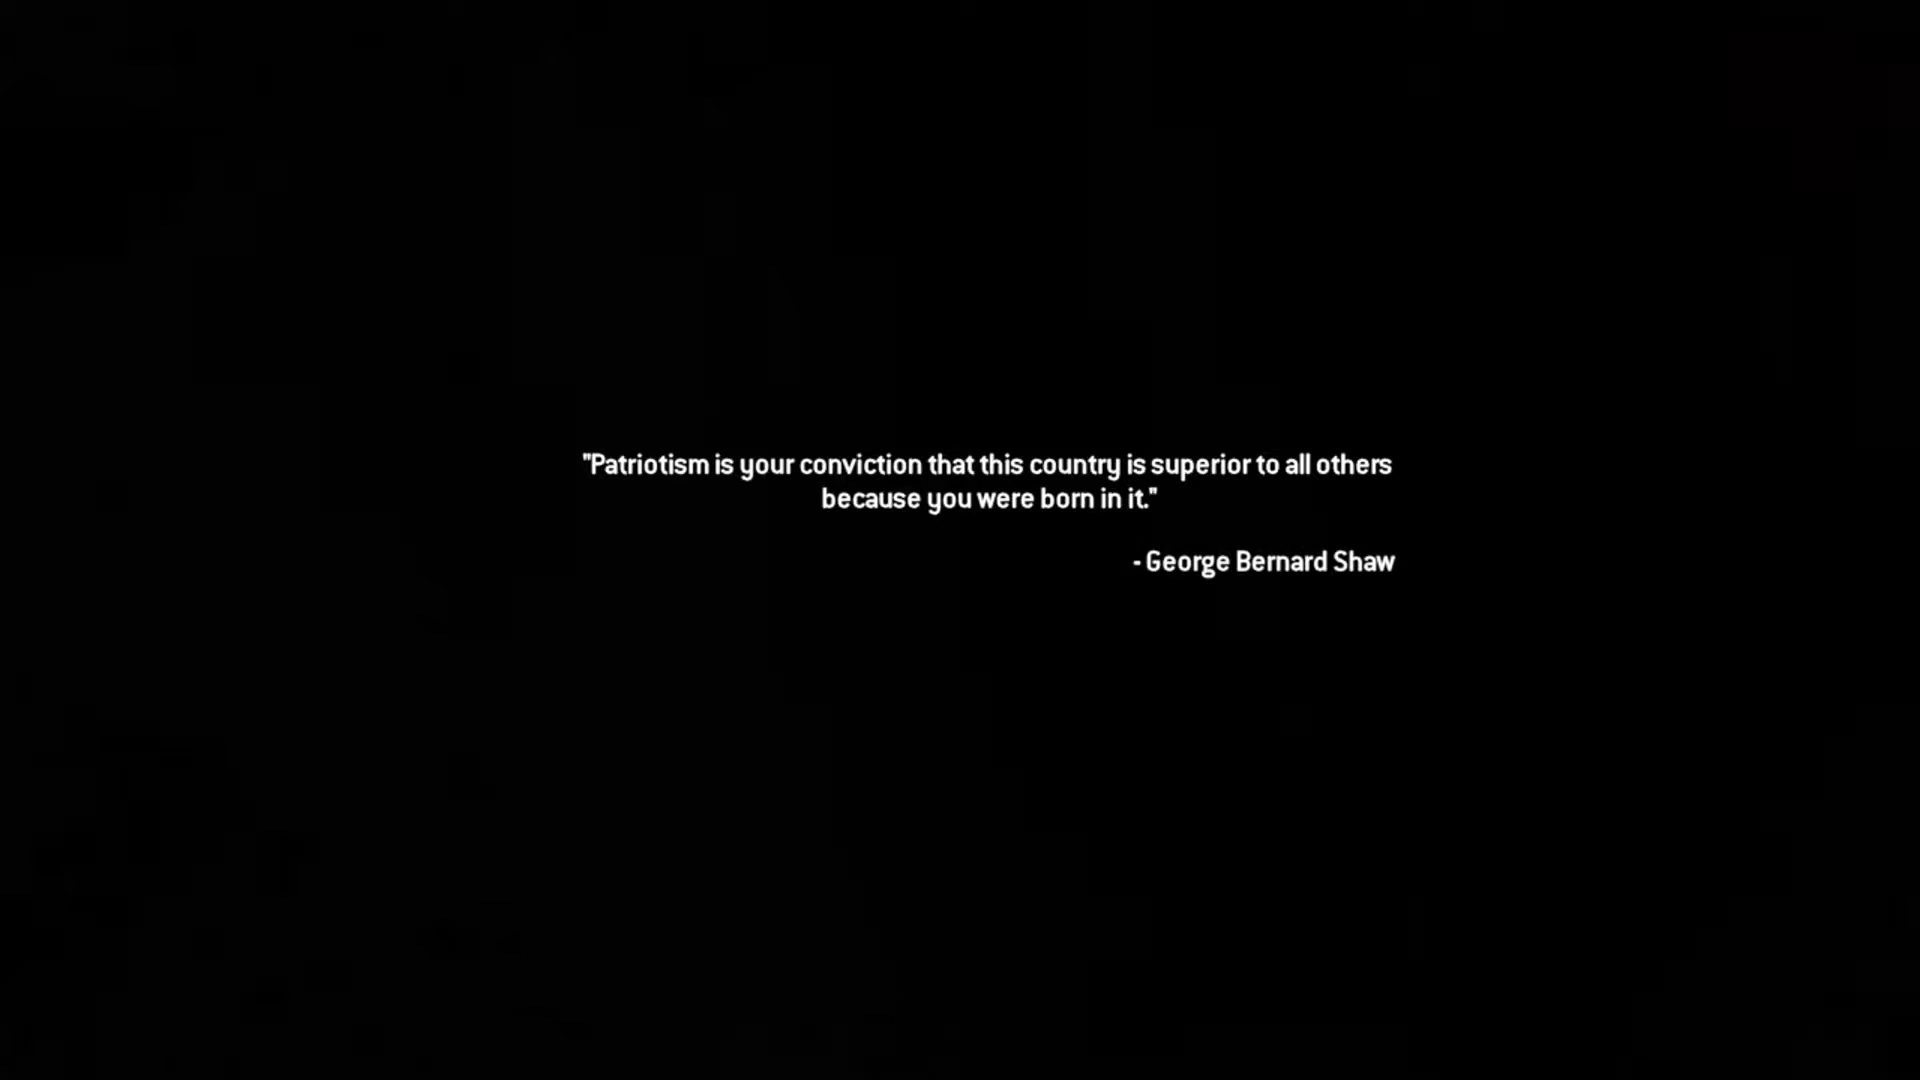 "Patriotism is your conviction that this country is superior to all others
because you were born in it."
- George Bernard Shaw